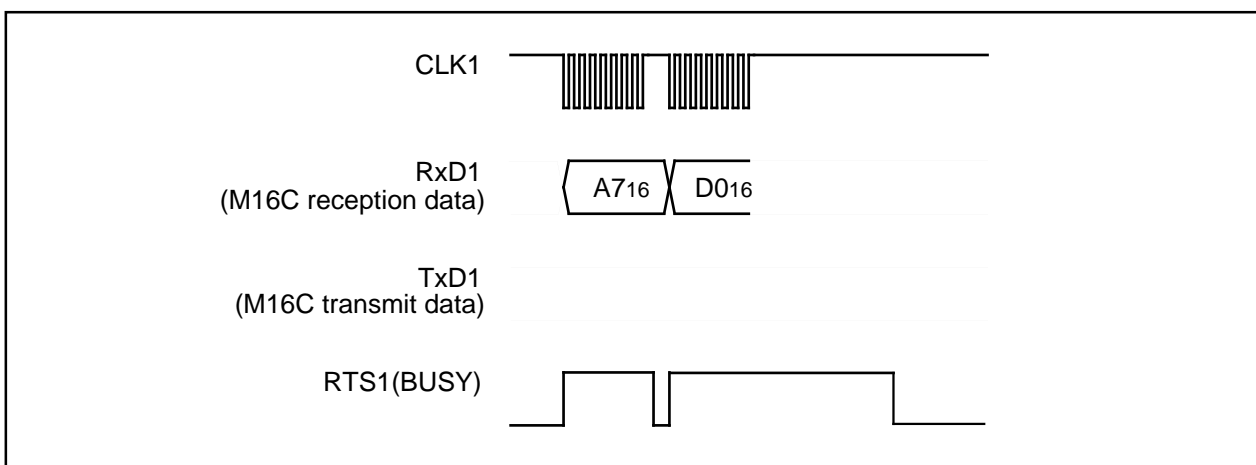 CLK1
RxD1
(M16C reception data)
A716
D016
TxD1
(M16C transmit data)
RTS1(BUSY)